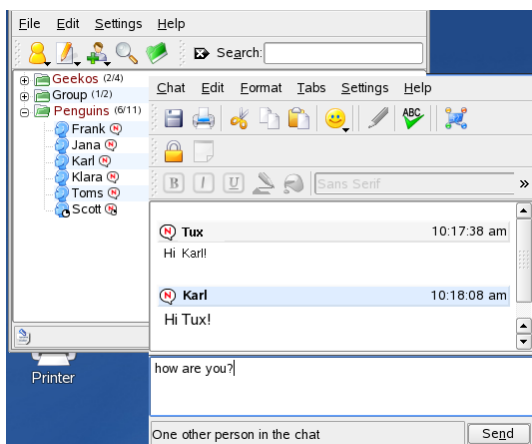 File Edit Settings Help
Search:
Geekos (2/4)
Group (1/2)
Penguins (6/11)
Frank N
Jana N
Karl N
Klara N
Toms N
Scott N
Printer
Chat Edit Format Tabs Settings Help
ABC
B I U Sans Serif »
N Tux 10:17:38 am
Hi Karl!
N Karl 10:18:08 am
Hi Tux!
how are you?
One other person in the chat Send